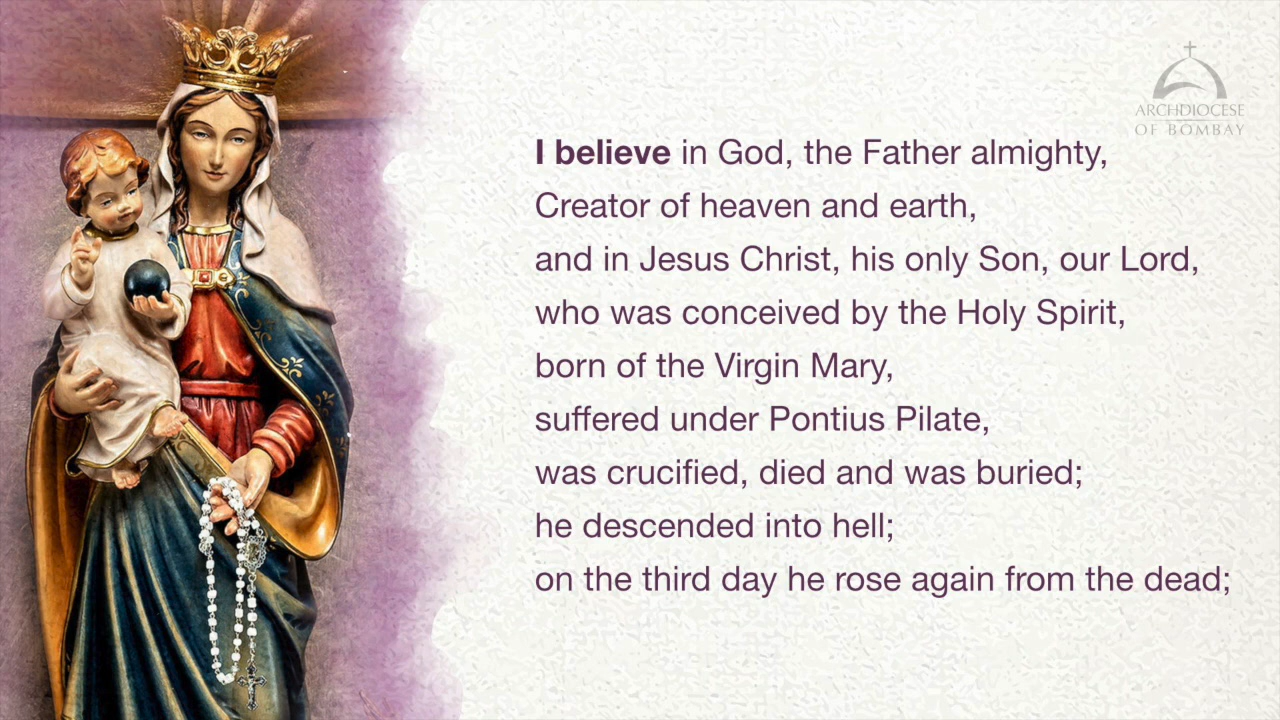 ARCHDIOCESE
OF BOMBAY
I believe in God, the Father almighty,
Creator of heaven and earth,
and in Jesus Christ, his only Son, our Lord,
who was conceived by the Holy Spirit,
born of the Virgin Mary,
suffered under Pontius Pilate,
was crucified, died and was buried;
he descended into hell;
on the third day he rose again from the dead;